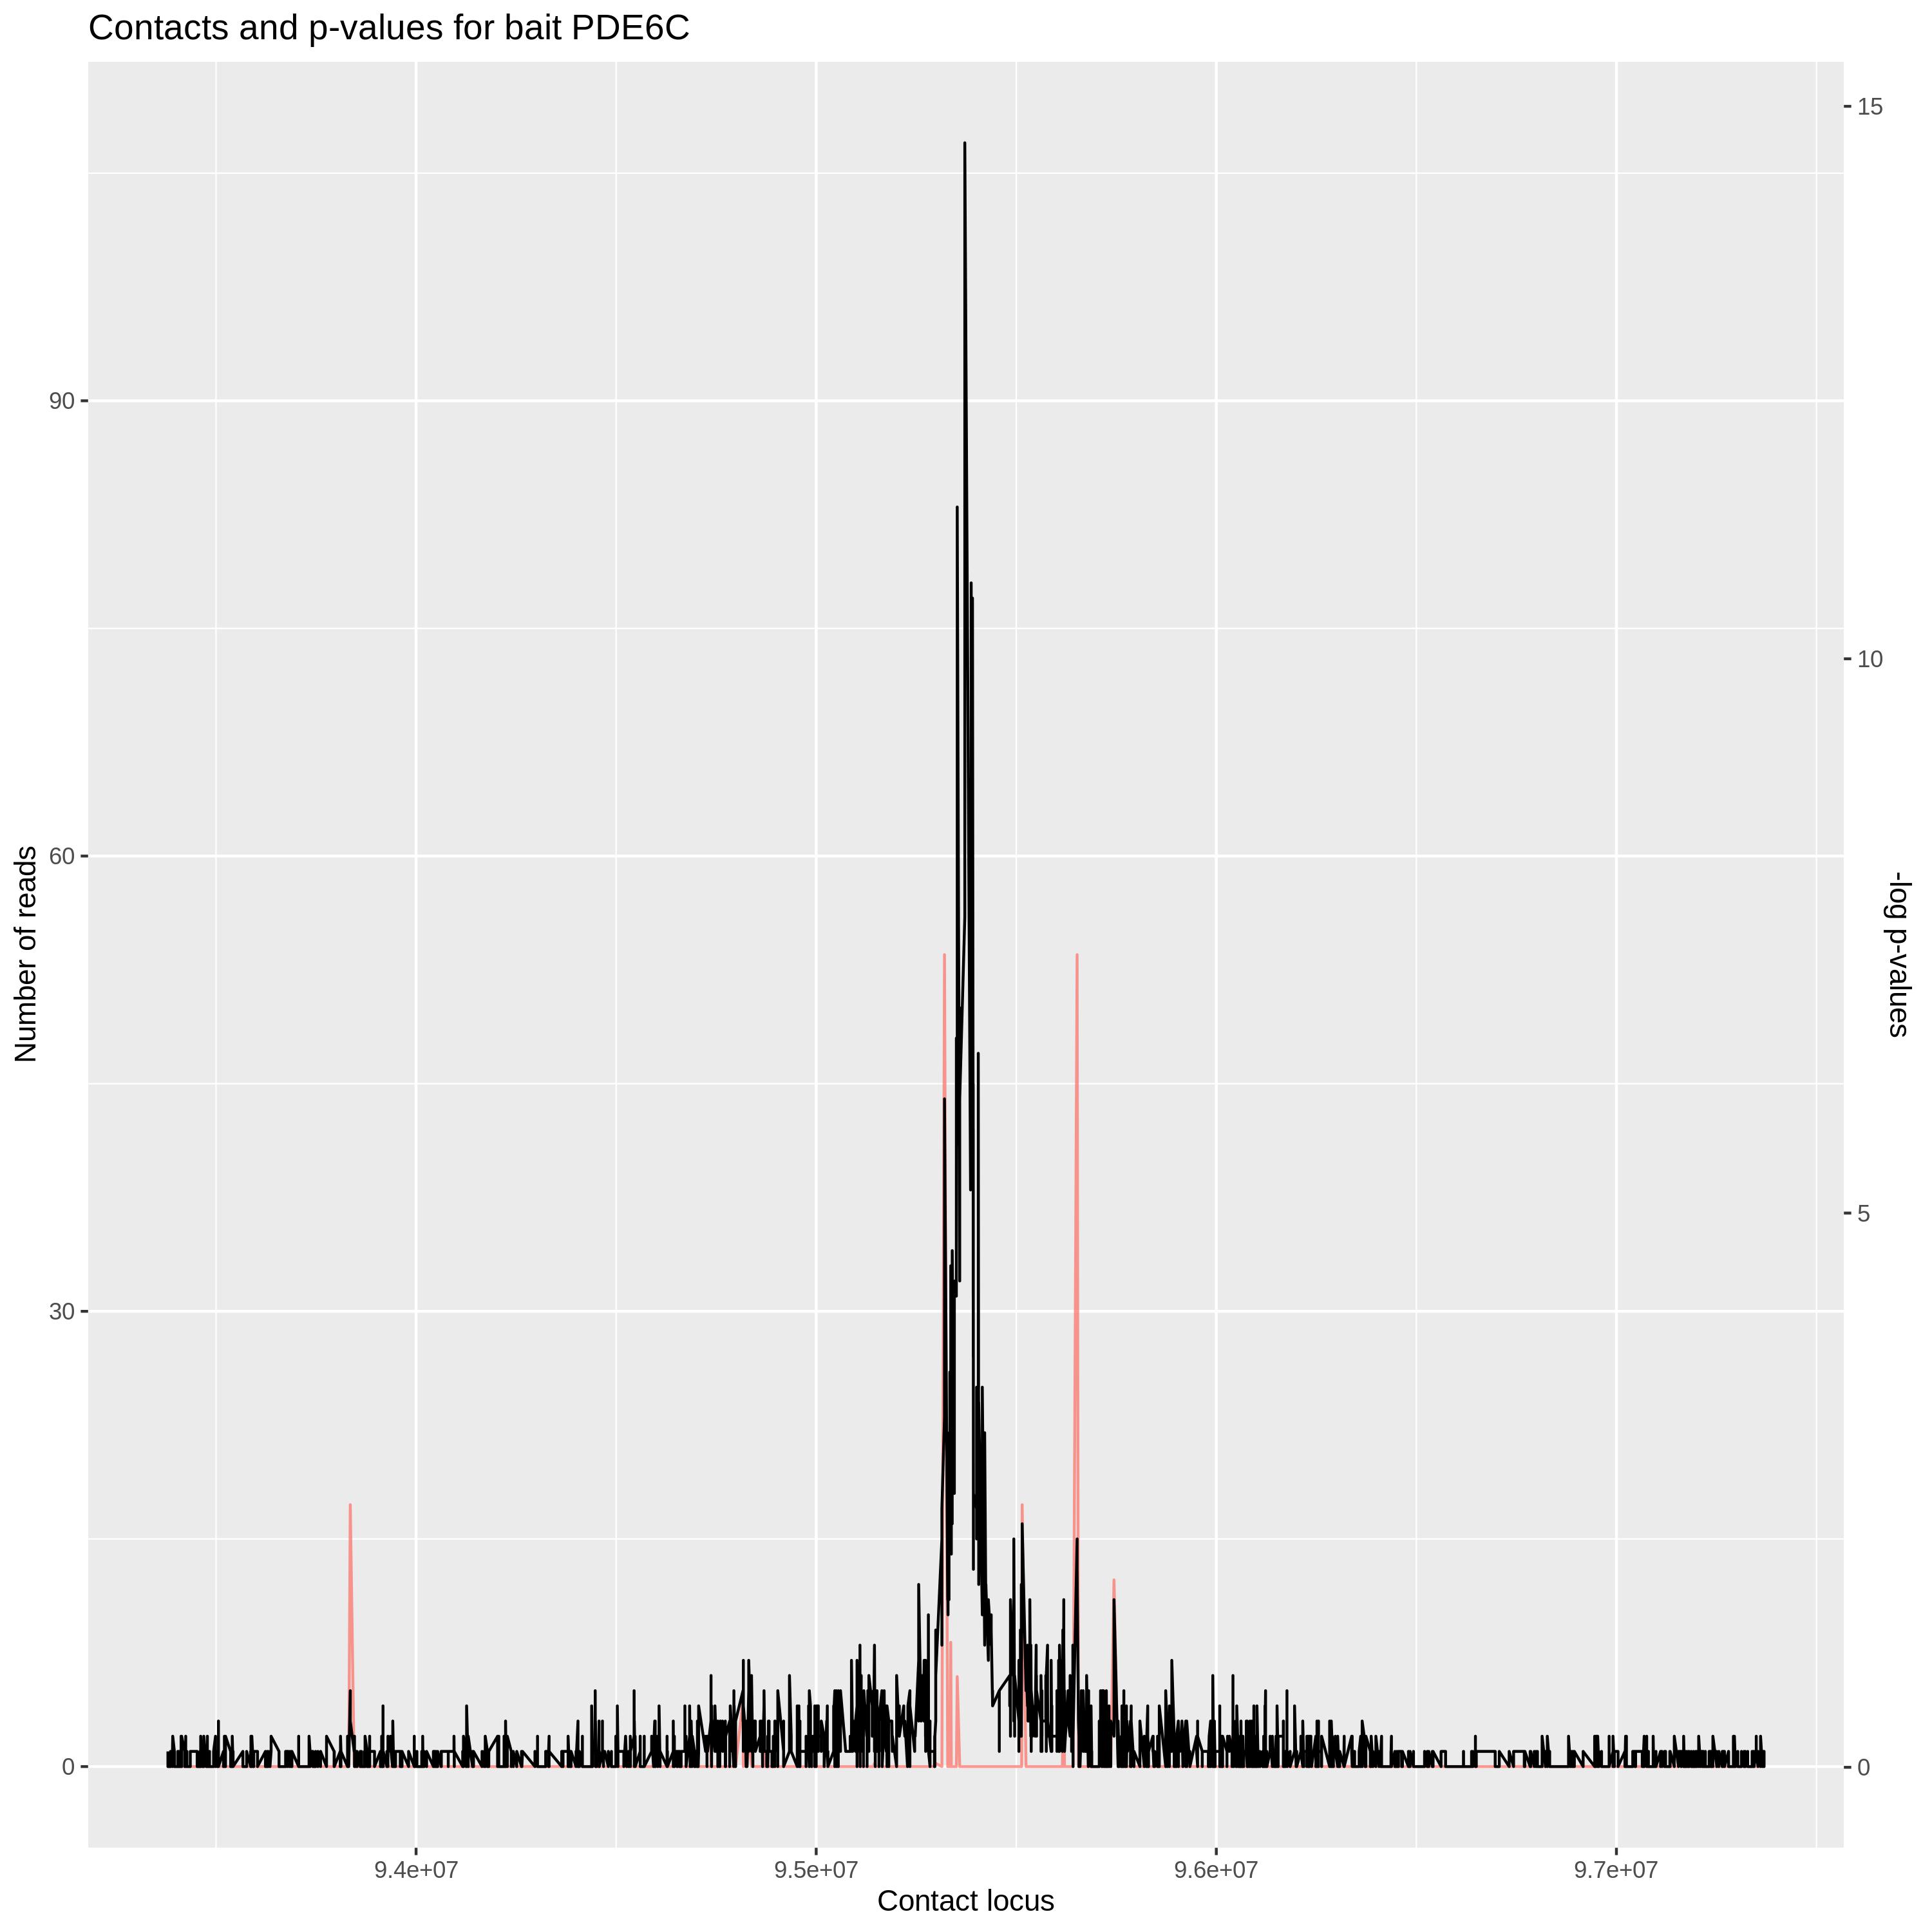 Contacts and p-values for bait PDE6C
15
90
10
60
Number of reads
-log p-values
5
30
0
0
9.4e+07
9.5e+07
9.6e+07
9.7e+07
Contact locus